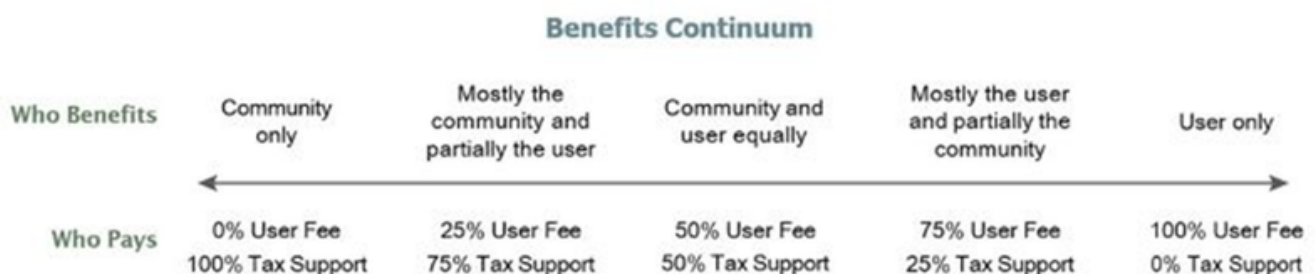 Benefits Continuum
Who Benefits
Community
only
Mostly the
community and
partially the user
Community and
user equally
Mostly the user
and partially the
community
User only
Who Pays
0% User Fee
100% Tax Support
25% User Fee
75% Tax Support
50% User Fee
50% Tax Support
75% User Fee
25% Tax Support
100% User Fee
0% Tax Support